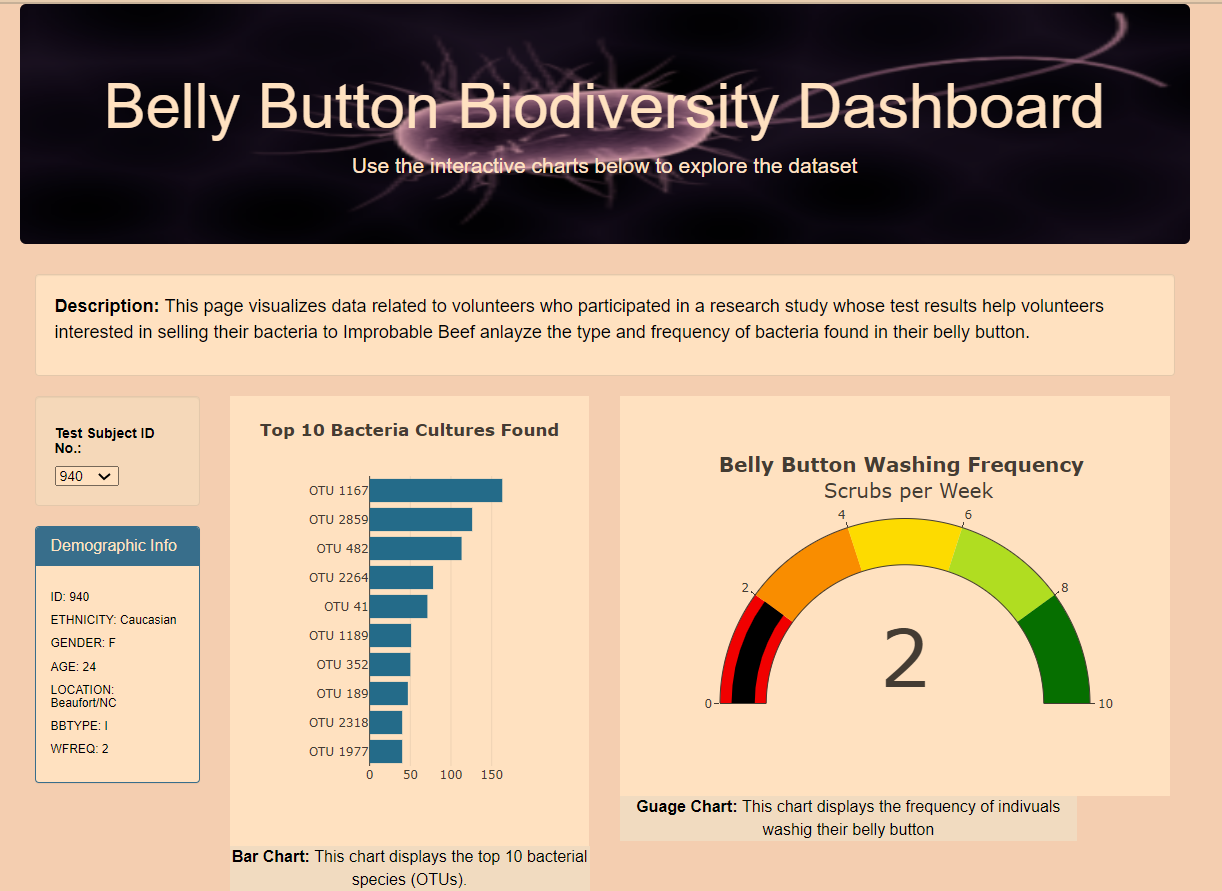 Belly Button Biodiversity Dashboard
Use the interactive charts below to explore the dataset
Description: This page visualizes data related to volunteers who participated in a research study whose test results help volunteers
interested in selling their bacteria to Improbable Beef anlayze the type and frequency of bacteria found in their belly button.
Test Subject ID
No.:
940
Demographic Info
ID: 940
ETHNICITY: Caucasian
GENDER: F
AGE: 24
LOCATION:
Beaufort/NC
BBTYPE: I
WFREQ: 2
Top 10 Bacteria Cultures Found
OTU 1167
OTU 2859
OTU 482
OTU 2264
OTU 41
OTU 1189
OTU 352
OTU 189
OTU 2318
OTU 1977
0 50 100 150
Bar Chart: This chart displays the top 10 bacterial
species (OTUs).
Belly Button Washing Frequency
Scrubs per Week
4 6
2 8
2
0 10
Guage Chart: This chart displays the frequency of indivuals
washig their belly button